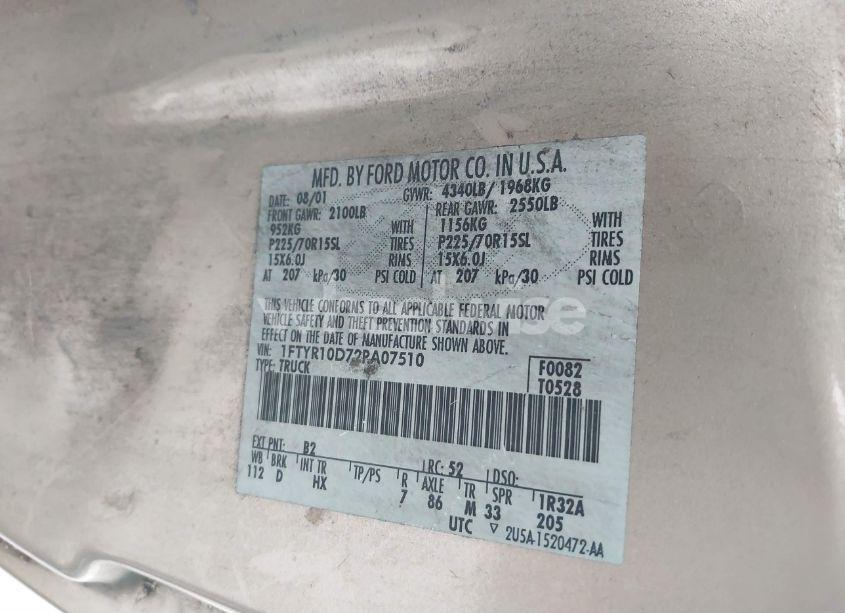 MFD. BY FORD MOTOR CO. IN U.S.A.
DATE: 08/01 GVWR: 4340LB/ 1968KG
FRONT GAWR: 2100LB REAR GAWR: 2550LB
952KG WITH 1156KG WITH
P225/70R15SL TIRES P225/70R15SL TIRES
15X6.0J RIMS 15X6.0J RIMS
AT 207 kPa/30 PSI COLD AT 207 kPa/30 PSI COLD
THIS VEHICLE CONFORMS TO ALL APPLICABLE FEDERAL MOTOR
VEHICLE SAFETY AND THEFT PREVENTION STANDARDS IN
EFFECT ON THE DATE OF MANUFACTURE SHOWN ABOVE.
VIN: 1FTYR10D72PA07510
TYPE: TRUCK
F0082
T0528
EXT PNT: B2 RC: 52 DSO:
WB BRK INT TR TP/PS R AXLE TR SPR 1R32A
112 D HX 7 86 M 33 205
UTC ▽ 2U5A-1520472-AA